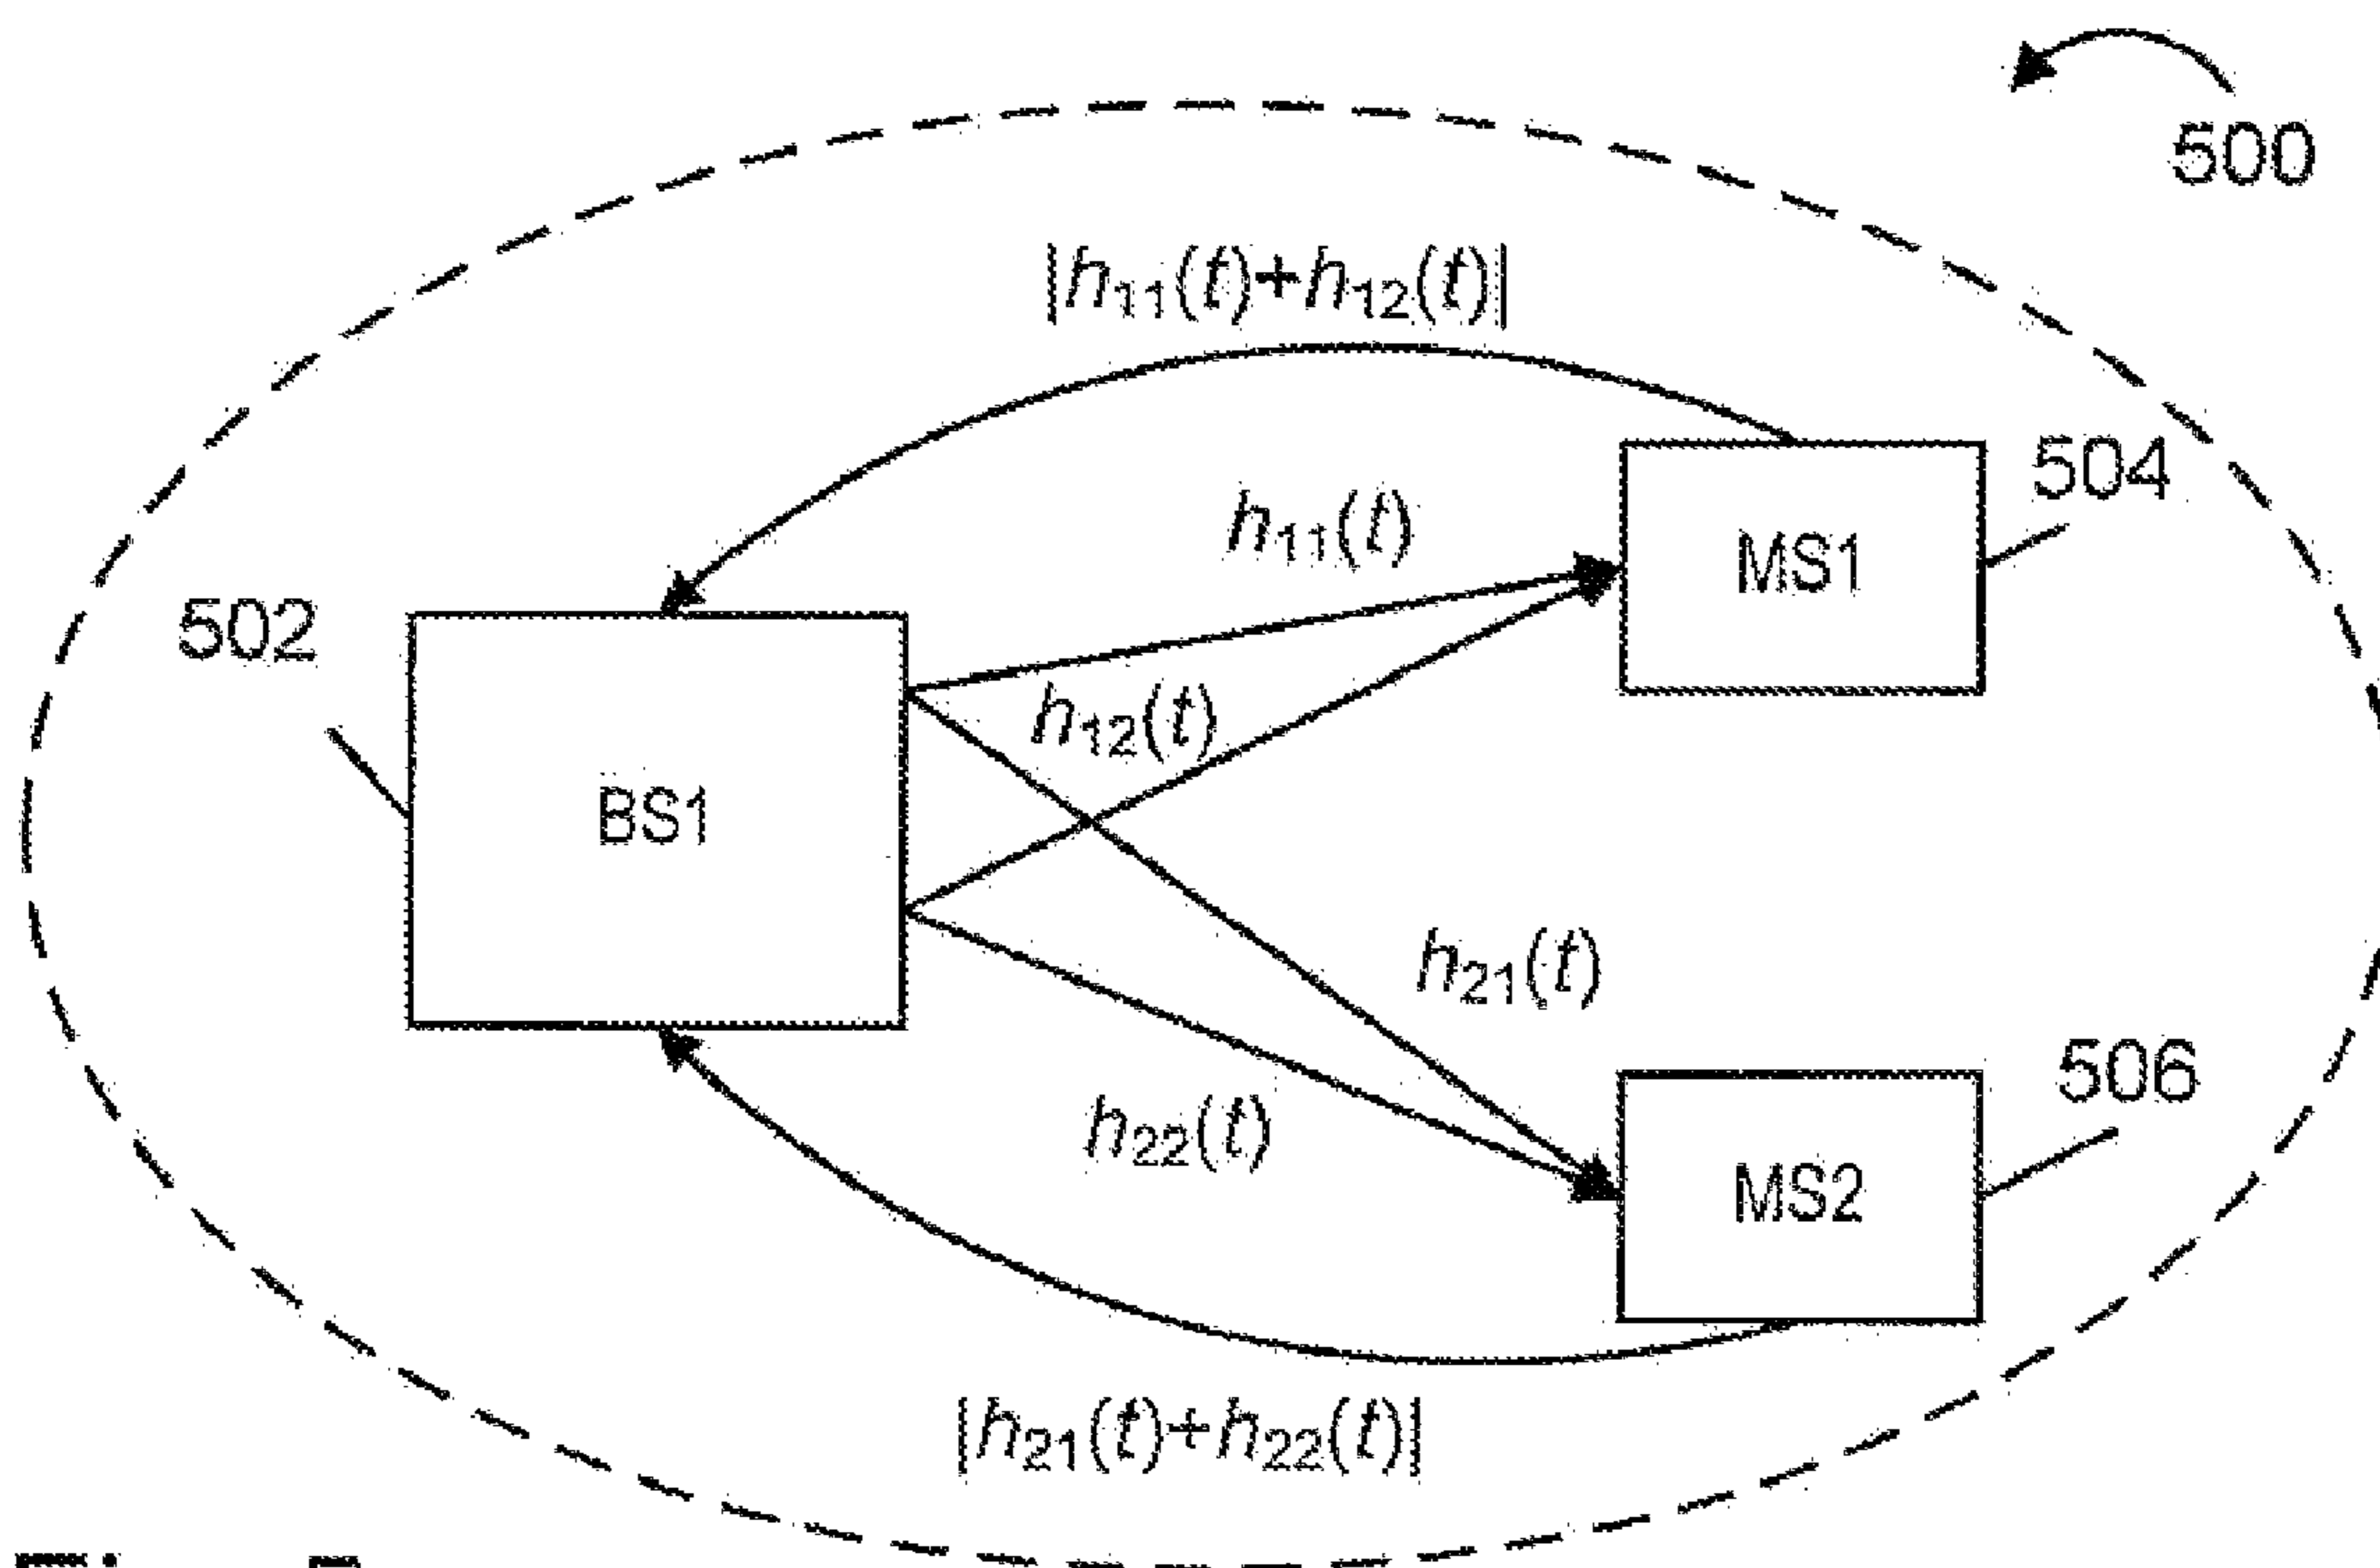 500
|h₁₁(t)+h₁₂(t)|
504
h₁₁(t)
MS1
502
h₁₂(t)
BS1
h₂₁(t)
506
h₂₂(t)
MS2
|h₂₁(t)+h₂₂(t)|